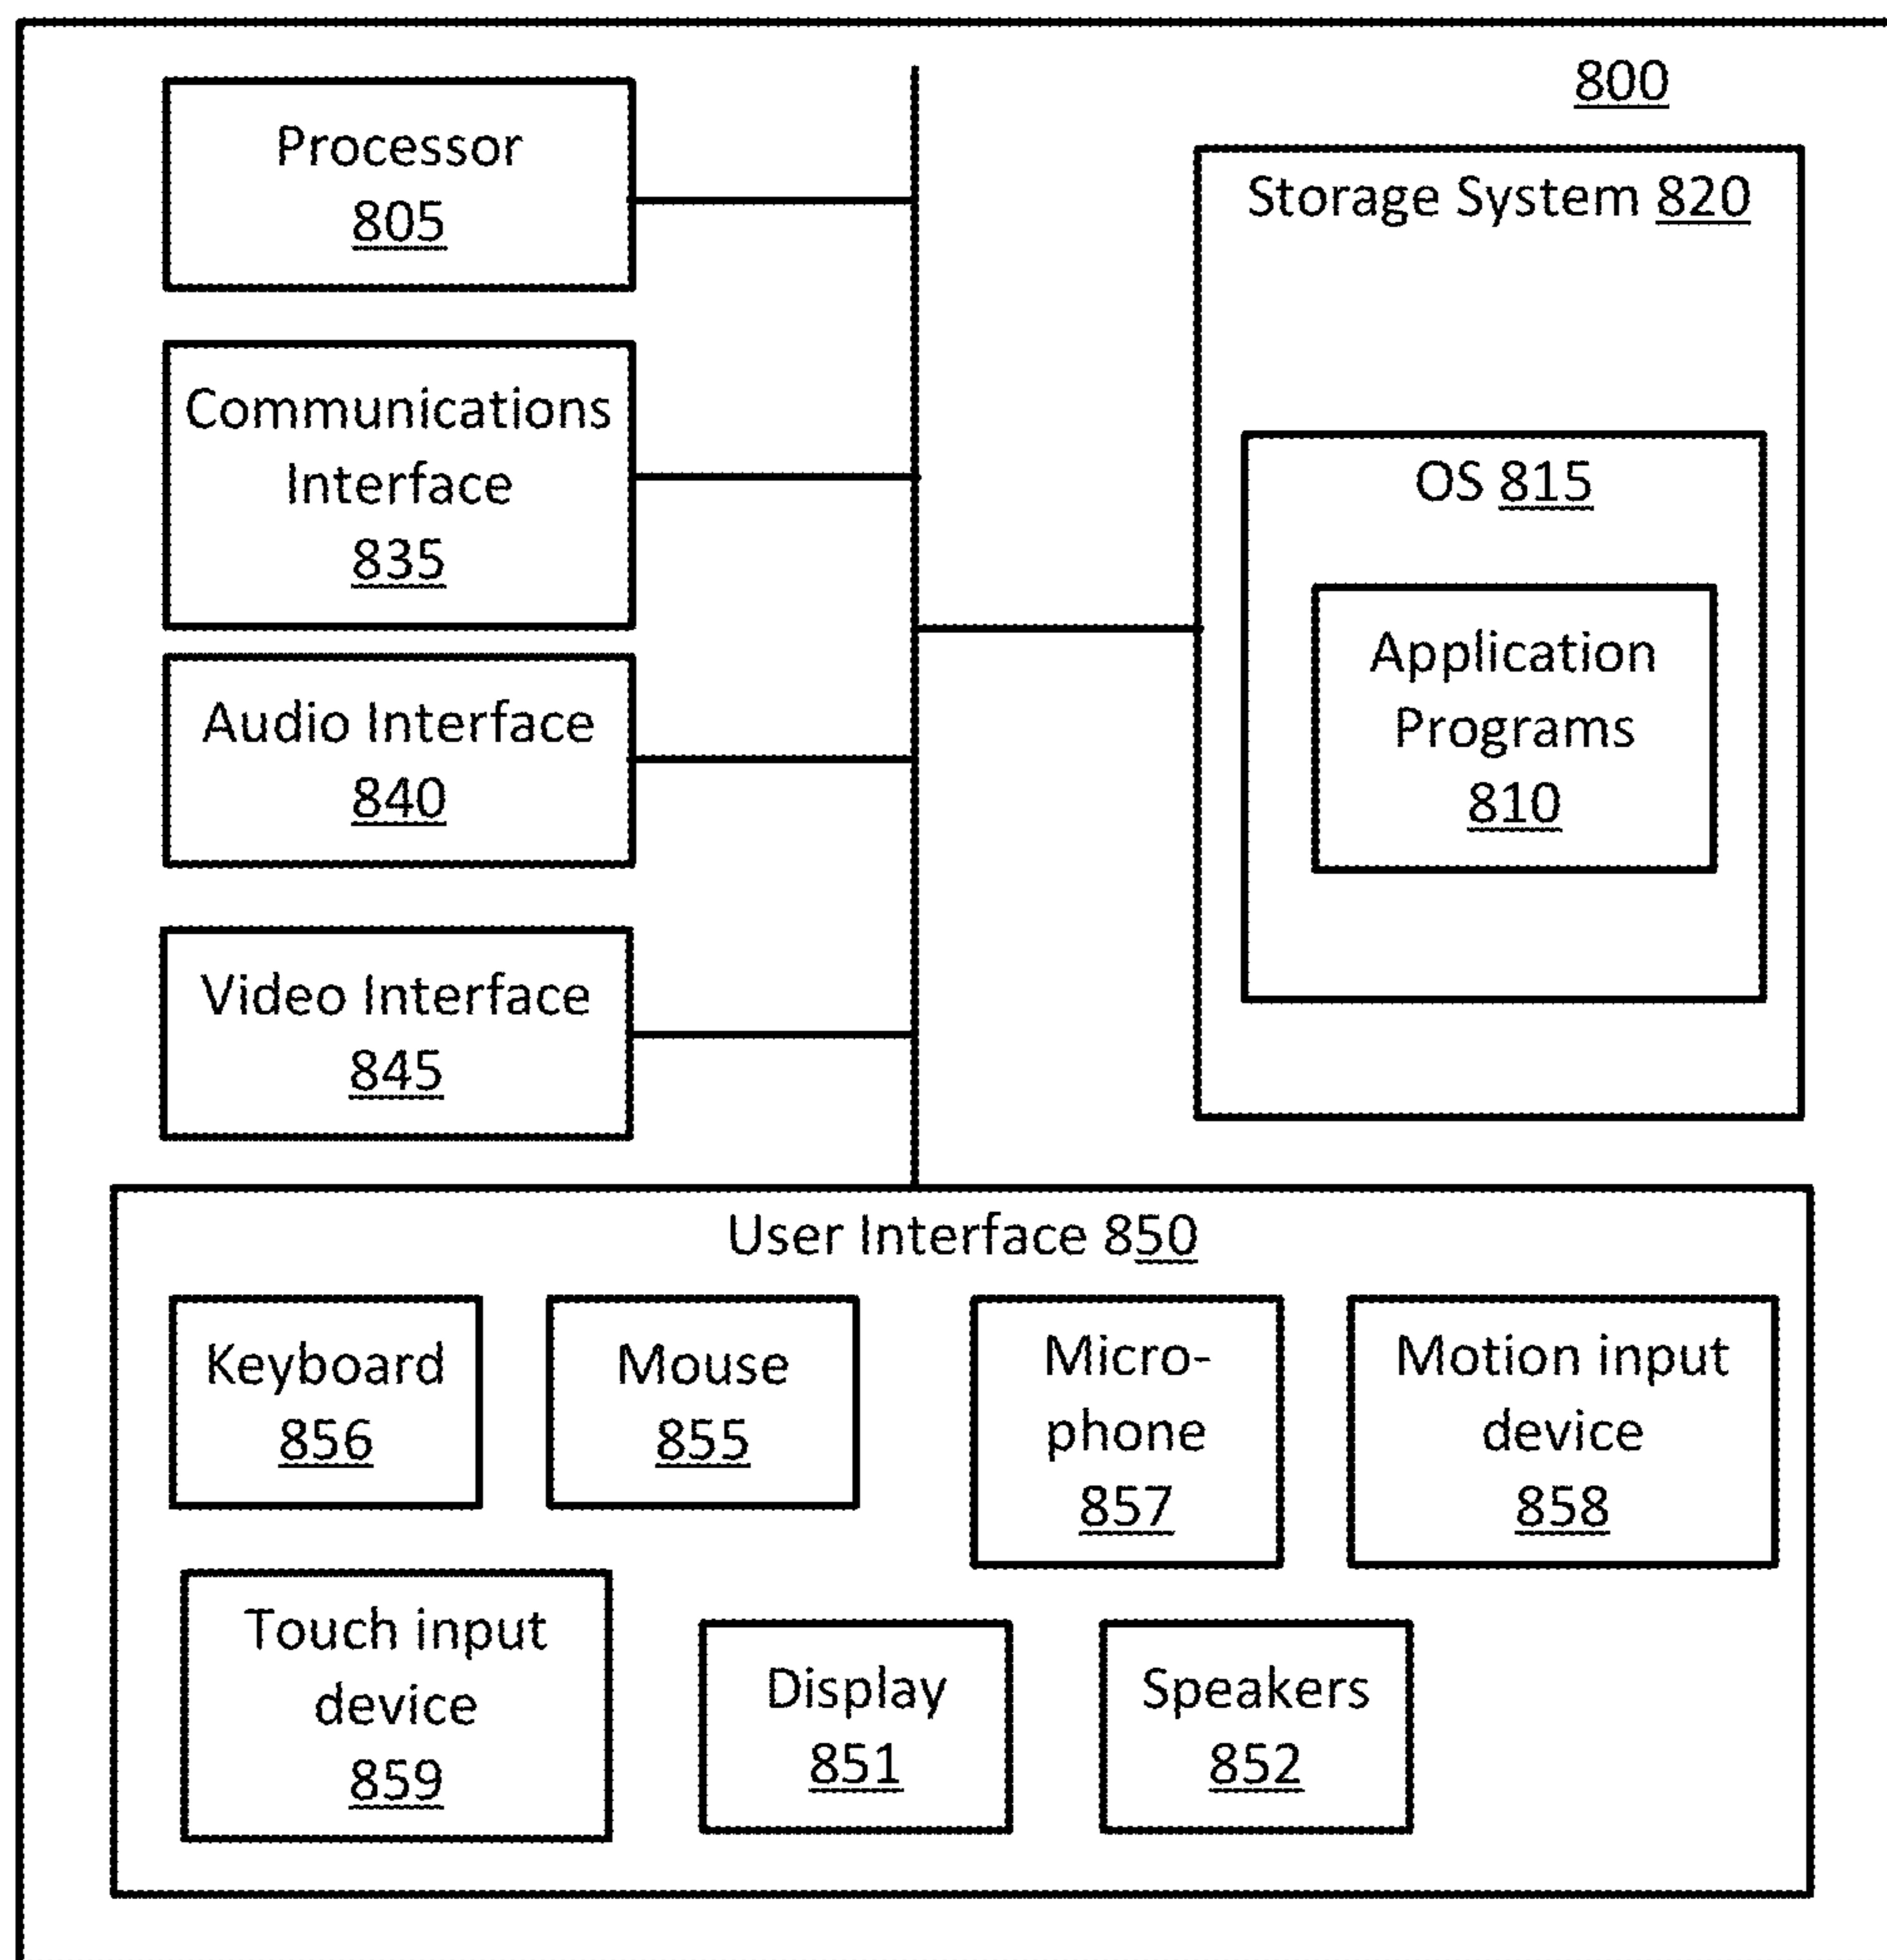 800
Processor
805
Storage System 820
Communications
Interface
835
OS 815
Application
Programs
810
Audio Interface
840
Video Interface
845
User Interface 850
Keyboard
856
Mouse
855
Micro-
phone
857
Motion input
device
858
Touch input
device
859
Display
851
Speakers
852